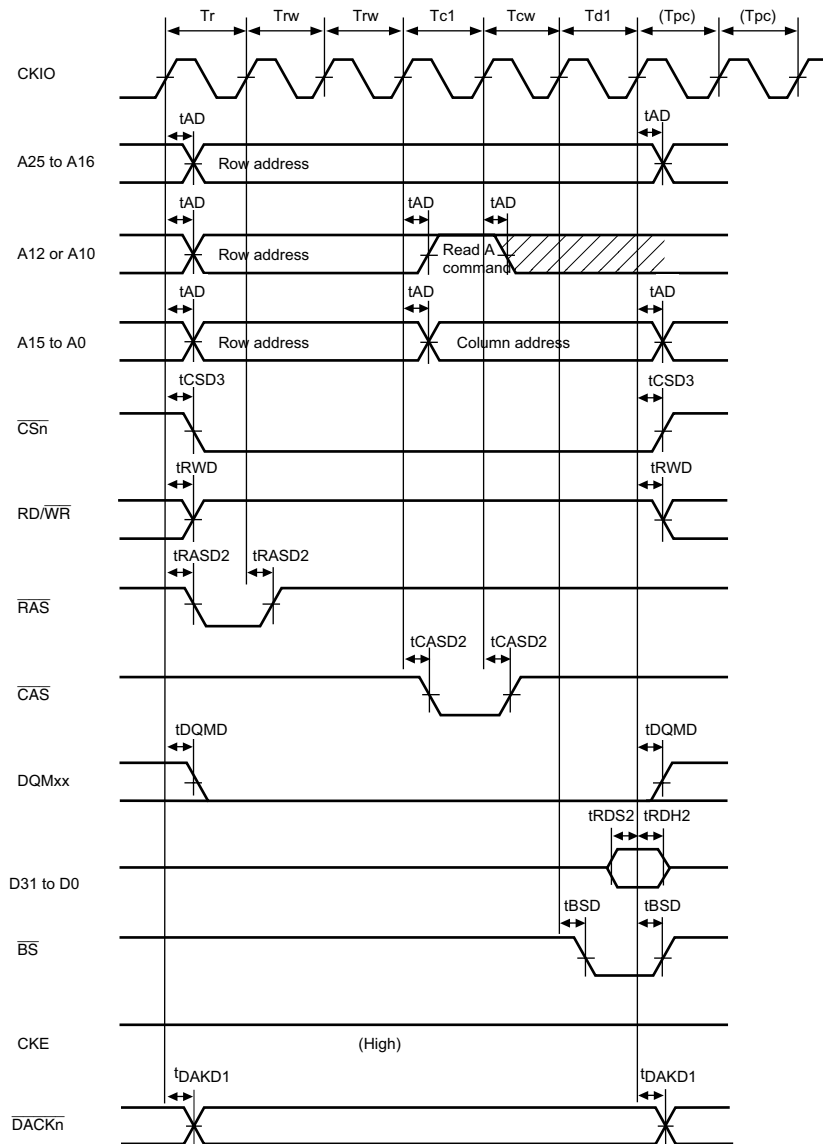 Tr Trw Trw Tc1 Tcw Td1 (Tpc) (Tpc)
CKIO
tAD tAD
A25 to A16 Row address
tAD tAD tAD
A12 or A10 Row address Read A
command
tAD tAD tAD
A15 to A0 Row address Column address
tCSD3 tCSD3
CSn
tRWD tRWD
RD/WR
tRASD2 tRASD2
RAS
tCASD2 tCASD2
CAS
tDQMD tDQMD
DQMxx
tRDS2 tRDH2
D31 to D0
tBSD tBSD
BS
CKE (High)
tDAKD1 tDAKD1
DACKn